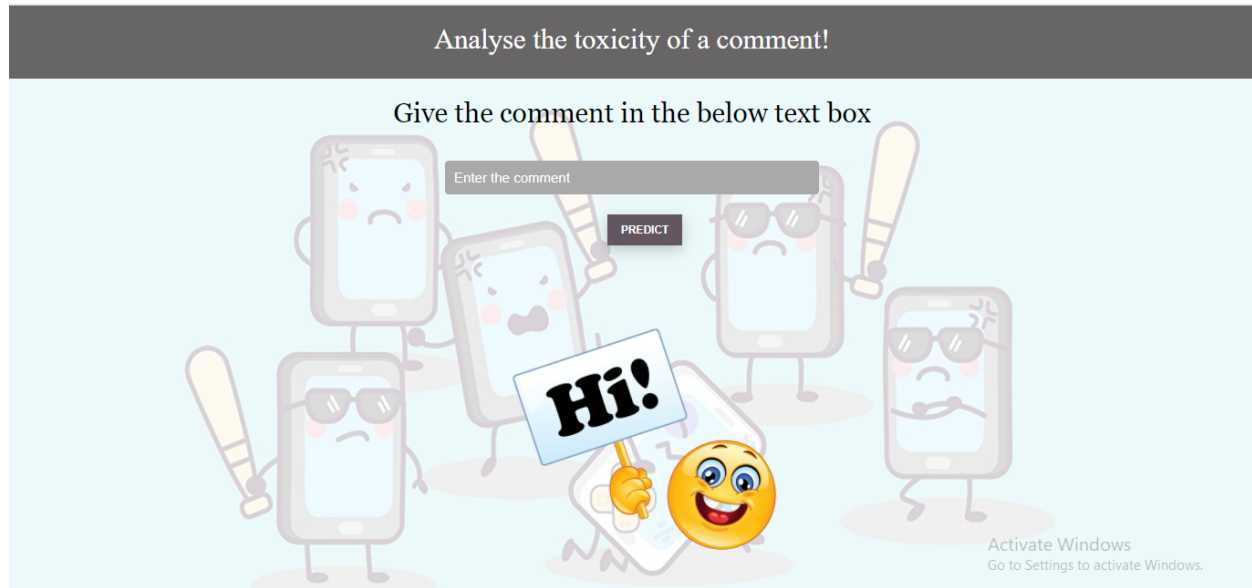 Analyse the toxicity of a comment!
Give the comment in the below text box
Enter the comment
PREDICT
Hi!
Activate Windows
Go to Settings to activate Windows.